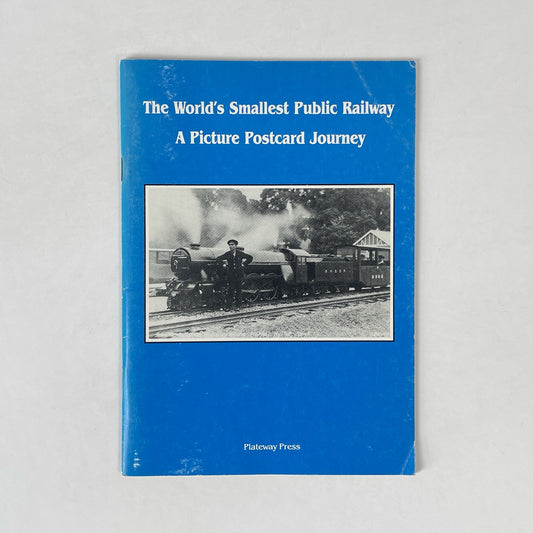 The World's Smallest Public Railway
A Picture Postcard Journey
Plateway Press